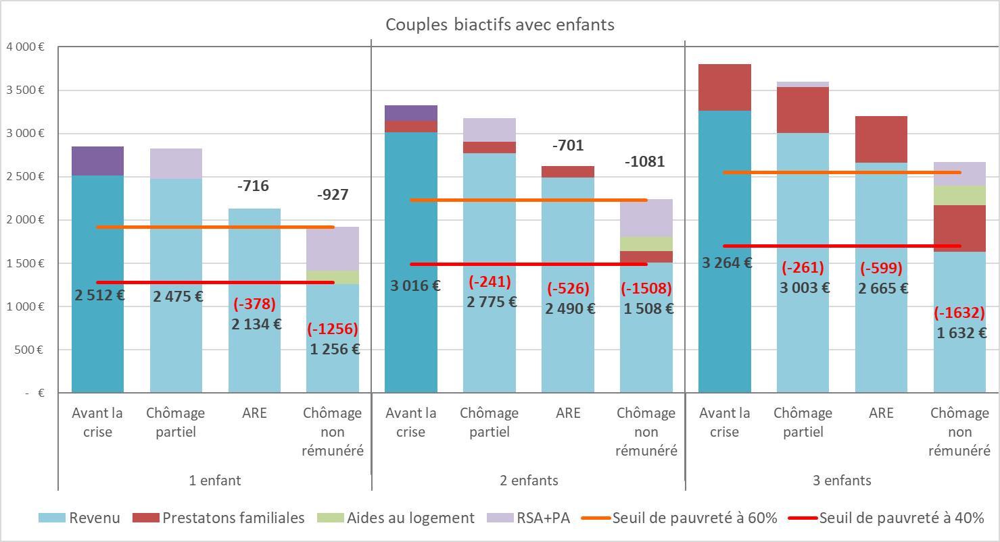 Couples biactifs avec enfants
4 000 €
3 500 €
3 000 €
2 500 €
2 000 €
1 500 €
1 000 €
500 €
- €
-716
-927
2 512 €
2 475 €
(-378)
2 134 €
(-1256)
1 256 €
-701
-1081
3 016 €
(-241)
2 775 €
(-526)
2 490 €
(-1508)
1 508 €
3 264 €
(-261)
3 003 €
(-599)
2 665 €
(-1632)
1 632 €
Avant la
crise
Chômage
partiel
ARE
Chômage
non
rémunéré
Avant la
crise
Chômage
partiel
ARE
Chômage
non
rémunéré
Avant la
crise
Chômage
partiel
ARE
Chômage
non
rémunéré
1 enfant
2 enfants
3 enfants
Revenu
Prestatons familiales
Aides au logement
RSA+PA
Seuil de pauvreté à 60%
Seuil de pauvreté à 40%